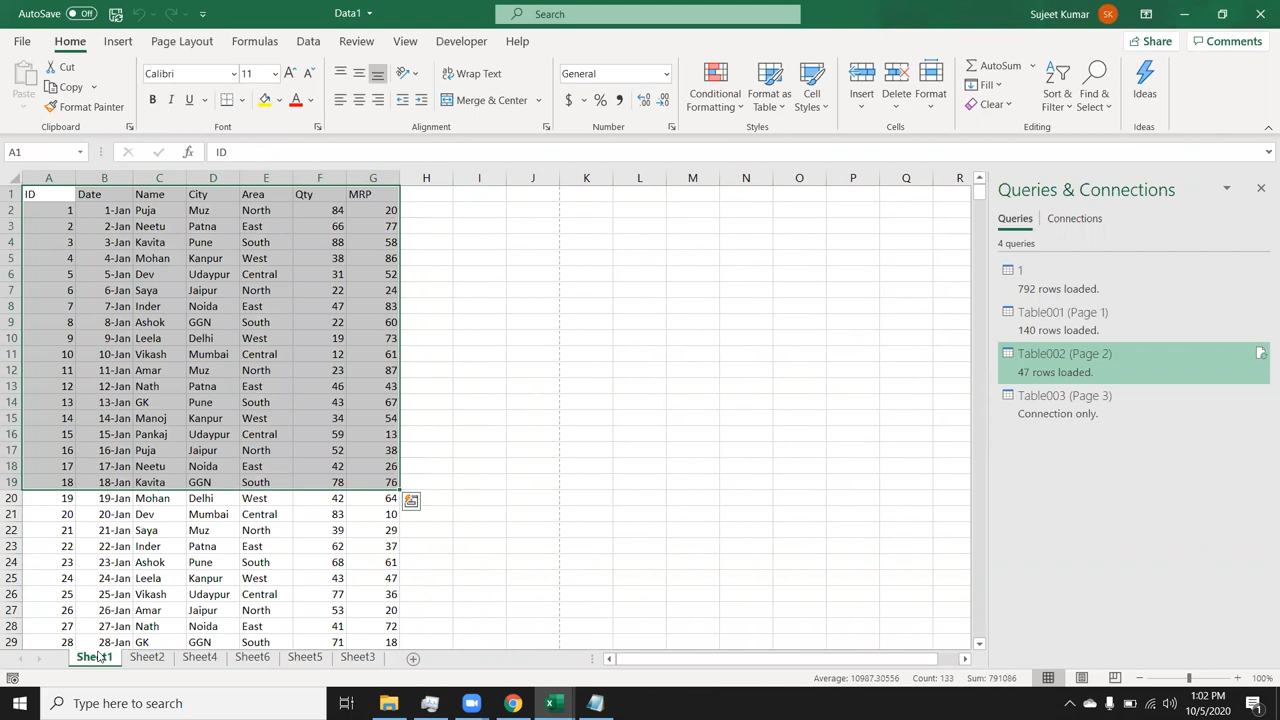 AutoSave Off Data1 Search Sujeet Kumar SK
File Home Insert Page Layout Formulas Data Review View Developer Help Share Comments
Paste Cut Copy Format Painter Clipboard
Calibri 11 B I U A Font
Wrap Text Merge & Center Alignment
General $ % Number
Conditional Formatting Format as Table Cell Styles Styles
Insert Delete Format Cells
AutoSum Fill Clear Sort & Filter Find & Select Editing
Ideas Ideas
A1 fx ID
A B C D E F G H I J K L M N O P Q R
1 ID Date Name City Area Qty MRP
2 1 1-Jan Puja Muz North 84 20
3 2 2-Jan Neetu Patna East 66 77
4 3 3-Jan Kavita Pune South 88 58
5 4 4-Jan Mohan Kanpur West 38 86
6 5 5-Jan Dev Udaypur Central 31 52
7 6 6-Jan Saya Jaipur North 22 24
8 7 7-Jan Inder Noida East 47 83
9 8 8-Jan Ashok GGN South 22 60
10 9 9-Jan Leela Delhi West 19 73
11 10 10-Jan Vikash Mumbai Central 12 61
12 11 11-Jan Amar Muz North 23 87
13 12 12-Jan Nath Patna East 46 43
14 13 13-Jan GK Pune South 43 67
15 14 14-Jan Manoj Kanpur West 34 54
16 15 15-Jan Pankaj Udaypur Central 59 13
17 16 16-Jan Puja Jaipur North 52 38
18 17 17-Jan Neetu Noida East 42 26
19 18 18-Jan Kavita GGN South 78 76
20 19 19-Jan Mohan Delhi West 42 64
21 20 20-Jan Dev Mumbai Central 83 10
22 21 21-Jan Saya Muz North 39 29
23 22 22-Jan Inder Patna East 62 37
24 23 23-Jan Ashok Pune South 68 61
25 24 24-Jan Leela Kanpur West 43 47
26 25 25-Jan Vikash Udaypur Central 77 36
27 26 26-Jan Amar Jaipur North 53 20
28 27 27-Jan Nath Noida East 41 72
29 28 28-Jan GK GGN South 71 18
Queries & Connections
Queries Connections
4 queries
1
792 rows loaded.
Table001 (Page 1)
140 rows loaded.
Table002 (Page 2)
47 rows loaded.
Table003 (Page 3)
Connection only.
Sheet1 Sheet2 Sheet4 Sheet6 Sheet5 Sheet3
Average: 10987.30556 Count: 133 Sum: 791086 100%
Type here to search 1:02 PM
10/5/2020